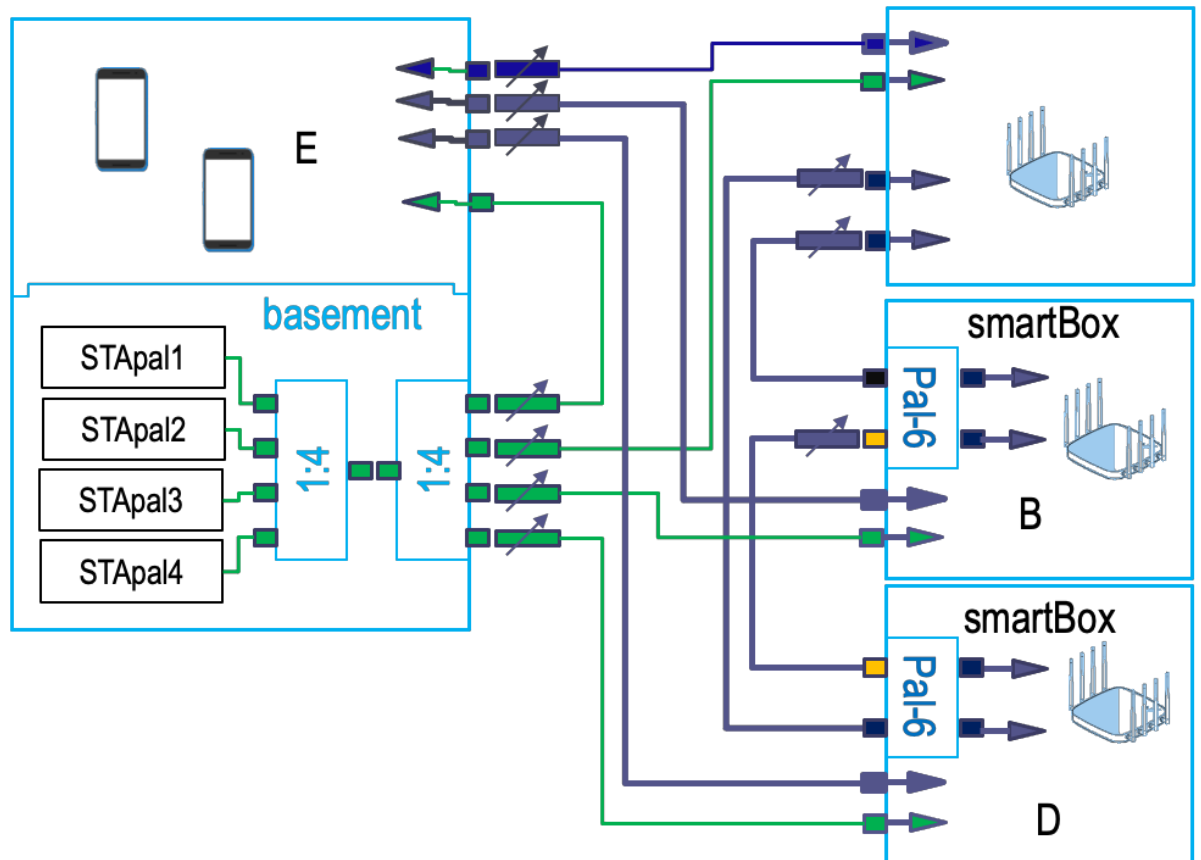 E
basement
STApal1
STApal2
STApal3
STApal4
1:4
1:4
smartBox
Pal-6
B
smartBox
Pal-6
D